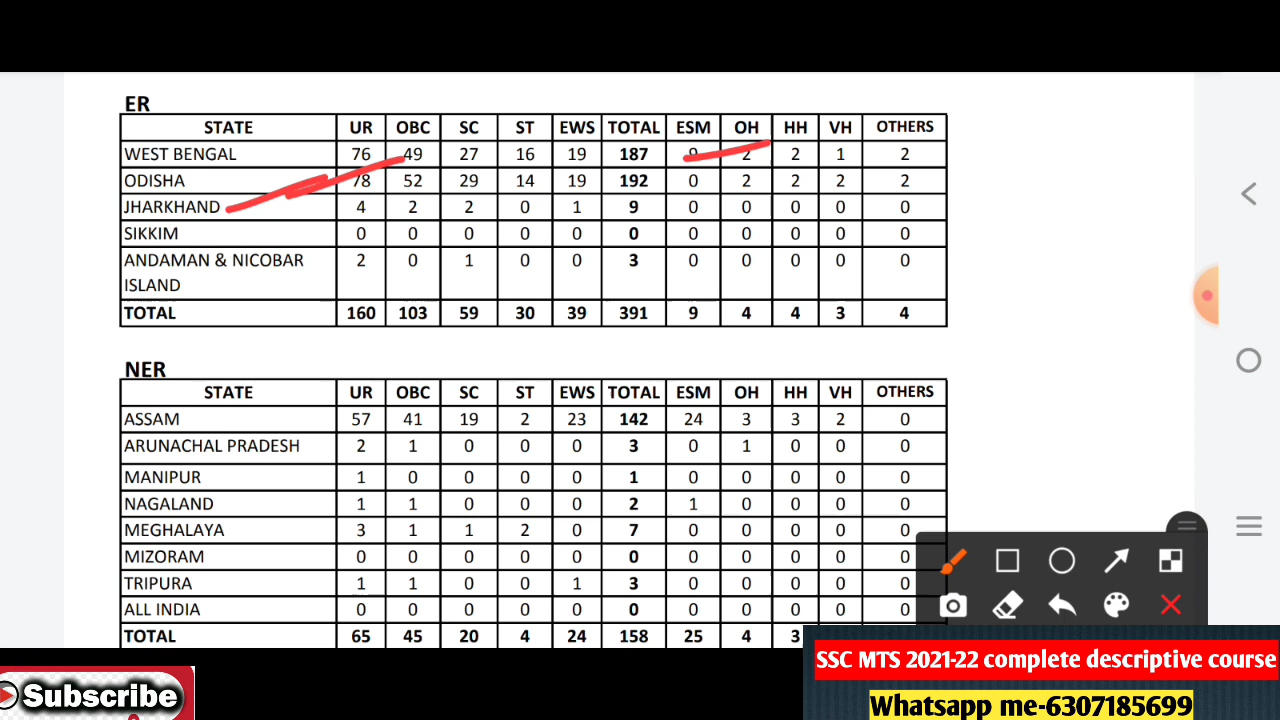 ER
STATE UR OBC SC ST EWS TOTAL ESM OH HH VH OTHERS
WEST BENGAL 76 49 27 16 19 187 9 2 2 1 2
ODISHA 78 52 29 14 19 192 0 2 2 2 2
JHARKHAND 4 2 2 0 1 9 0 0 0 0 0
SIKKIM 0 0 0 0 0 0 0 0 0 0 0
ANDAMAN & NICOBAR 2 0 1 0 0 3 0 0 0 0 0
ISLAND
TOTAL 160 103 59 30 39 391 9 4 4 3 4
NER
STATE UR OBC SC ST EWS TOTAL ESM OH HH VH OTHERS
ASSAM 57 41 19 2 23 142 24 3 3 2 0
ARUNACHAL PRADESH 2 1 0 0 0 3 0 1 0 0 0
MANIPUR 1 0 0 0 0 1 0 0 0 0 0
NAGALAND 1 1 0 0 0 2 1 0 0 0 0
MEGHALAYA 3 1 1 2 0 7 0 0 0 0 0
MIZORAM 0 0 0 0 0 0 0 0 0 0 0
TRIPURA 1 1 0 0 1 3 0 0 0 0
ALL INDIA 0 0 0 0 0 0 0 0 0 0
TOTAL 65 45 20 4 24 158 25 4 3
SSC MTS 2021-22 complete descriptive course
Subscribe
Whatsapp me-6307185699